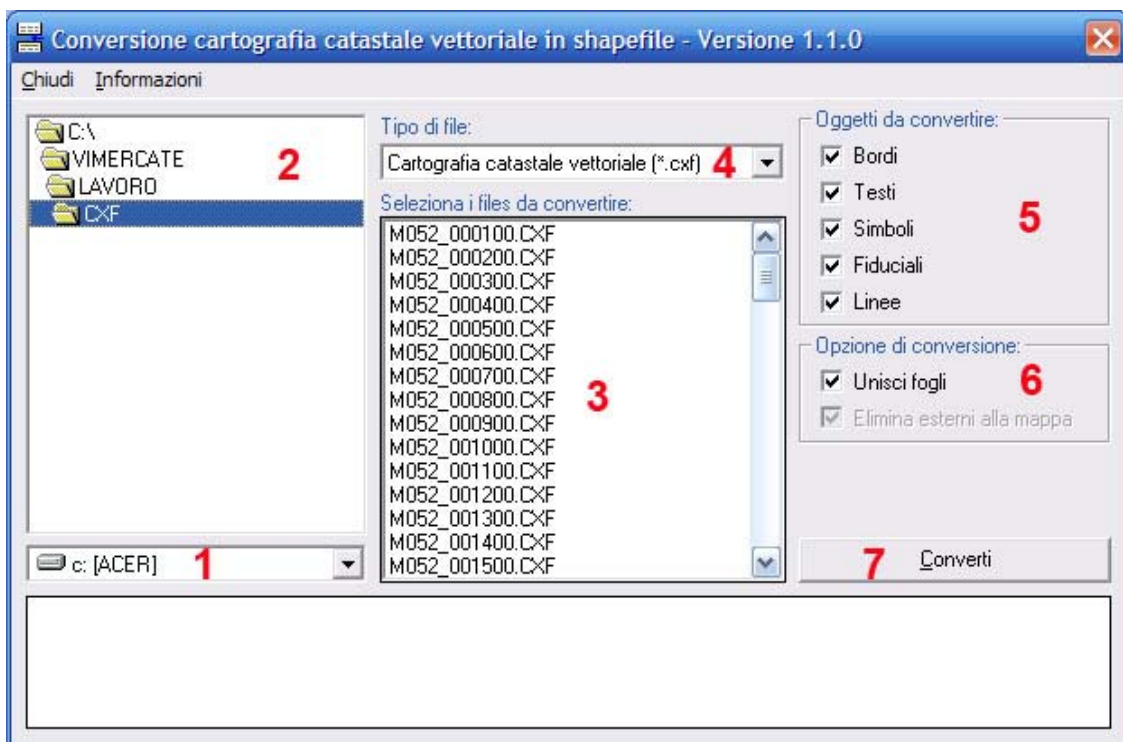 Conversione cartografia catastale vettoriale in shapefile - Versione 1.1.0
Chiudi Informazioni
C:\
VIMERCATE
LAVORO
CXF
2
c: [ACER]
1
Tipo di file:
Cartografia catastale vettoriale (*.cxf)
4
Seleziona i files da convertire:
M052_000100.CXF
M052_000200.CXF
M052_000300.CXF
M052_000400.CXF
M052_000500.CXF
M052_000600.CXF
M052_000700.CXF
M052_000800.CXF
M052_000900.CXF
M052_001000.CXF
M052_001100.CXF
M052_001200.CXF
M052_001300.CXF
M052_001400.CXF
M052_001500.CXF
3
Oggetti da convertire:
Bordi
Testi
Simboli
Fiduciali
Linee
5
Opzione di conversione:
Unisci fogli
6
Elimina esterni alla mappa
7
Converti